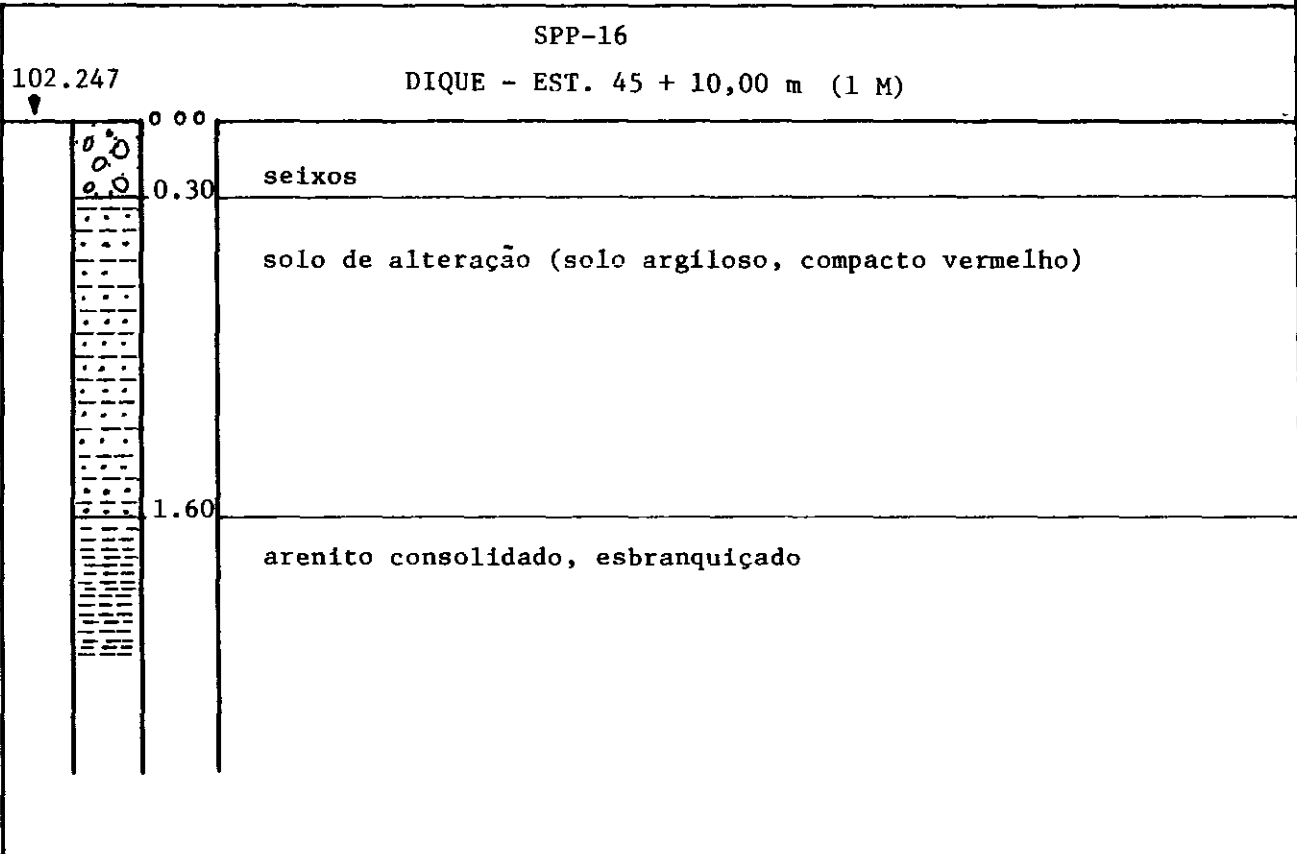 SPP-16
102.247
DIQUE - EST. 45 + 10,00 m (1 M)
0 00
seixos
0.30
solo de alteração (solo argiloso, compacto vermelho)
1.60
arenito consolidado, esbranquiçado